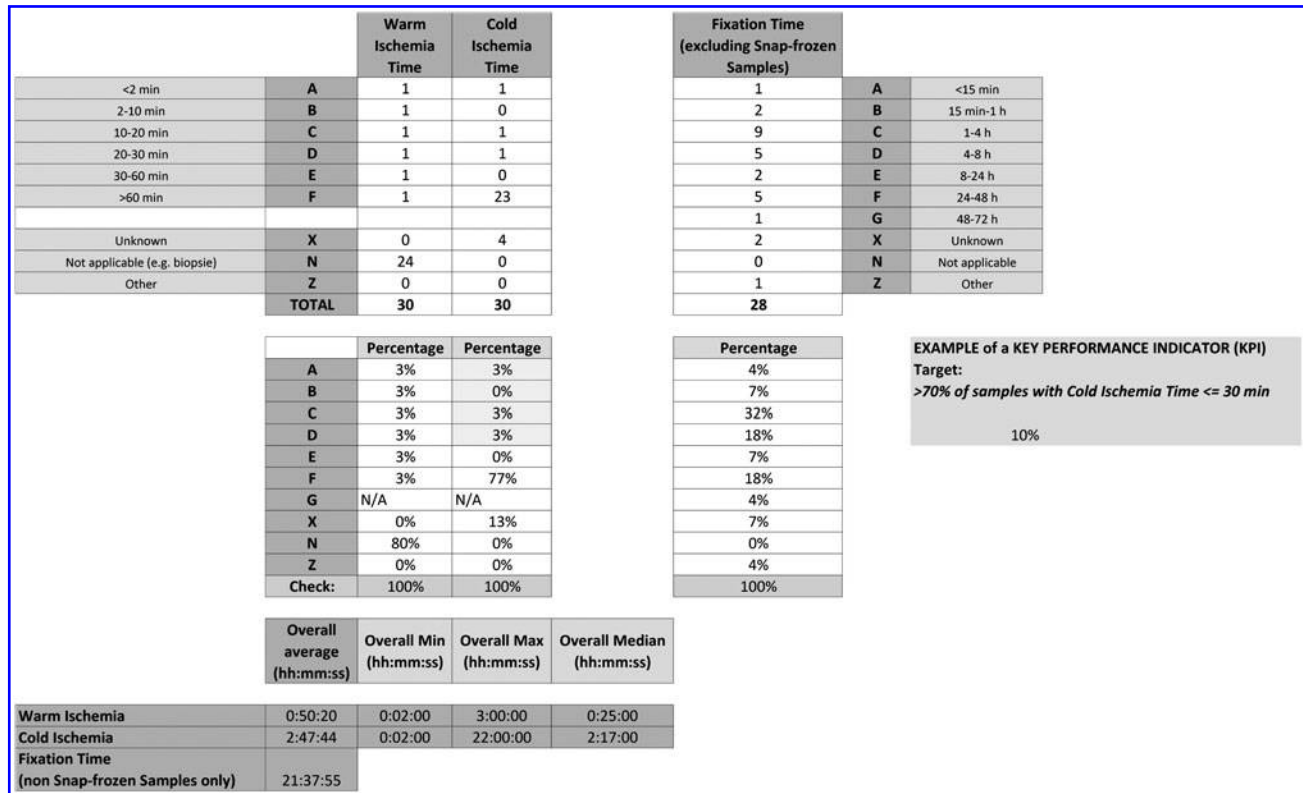 Warm Ischemia Time Cold Ischemia Time Fixation Time (excluding Snap-frozen Samples)
<2 min A 1 1 1 A <15 min
2-10 min B 1 0 2 B 15 min-1 h
10-20 min C 1 1 9 C 1-4 h
20-30 min D 1 1 5 D 4-8 h
30-60 min E 1 0 2 E 8-24 h
>60 min F 1 23 5 F 24-48 h
1 G 48-72 h
Unknown X 0 4 2 X Unknown
Not applicable (e.g. biopsie) N 24 0 0 N Not applicable
Other Z 0 0 1 Z Other
TOTAL 30 30 28
Percentage Percentage Percentage
A 3% 3% 4%
B 3% 0% 7%
C 3% 3% 32%
D 3% 3% 18%
E 3% 0% 7%
F 3% 77% 18%
G N/A N/A 4%
X 0% 13% 7%
N 80% 0% 0%
Z 0% 0% 4%
Check: 100% 100% 100%
EXAMPLE of a KEY PERFORMANCE INDICATOR (KPI)
Target:
>70% of samples with Cold Ischemia Time <= 30 min
10%
Overall average (hh:mm:ss) Overall Min (hh:mm:ss) Overall Max (hh:mm:ss) Overall Median (hh:mm:ss)
Warm Ischemia 0:50:20 0:02:00 3:00:00 0:25:00
Cold Ischemia 2:47:44 0:02:00 22:00:00 2:17:00
Fixation Time
(non Snap-frozen Samples only) 21:37:55